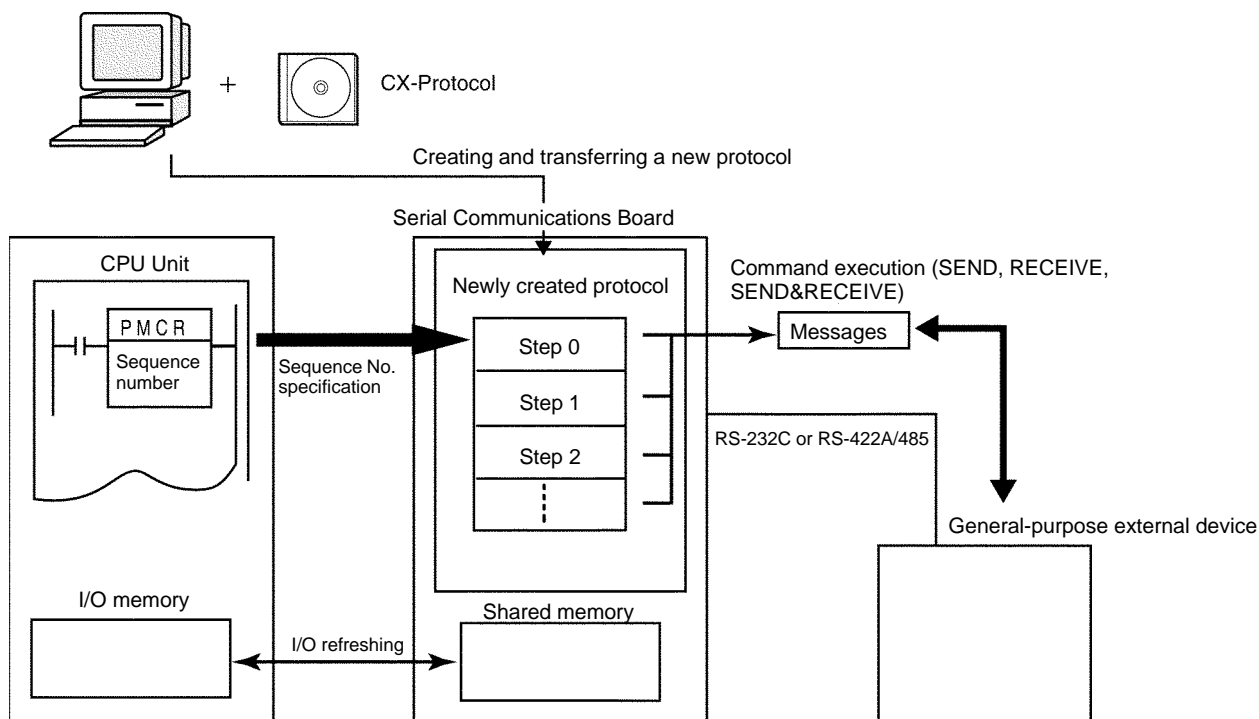 +
CX-Protocol
Creating and transferring a new protocol
Serial Communications Board
CPU Unit
PMCR
Sequence
number
Sequence No.
specification
Newly created protocol
Step 0
Step 1
Step 2
Command execution (SEND, RECEIVE,
SEND&RECEIVE)
Messages
RS-232C or RS-422A/485
General-purpose external device
I/O memory
I/O refreshing
Shared memory